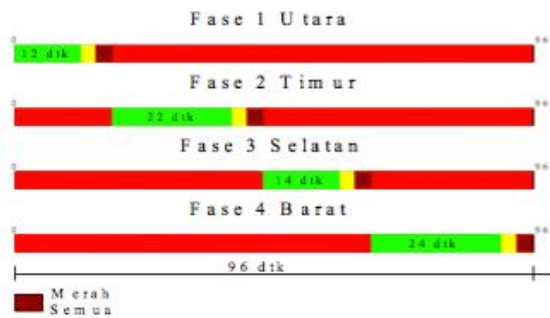 Fase 1 Utara
0 96
12 dtk
Fase 2 Timur
0 96
22 dtk
Fase 3 Selatan
0 96
14 dtk
Fase 4 Barat
0 96
24 dtk
96 dtk
Merah
Semua